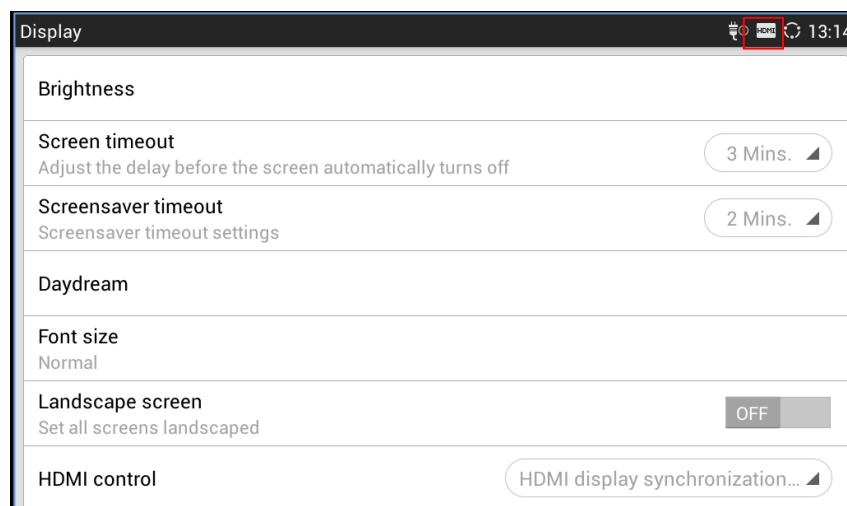 Display HDMI 13:14
Brightness
Screen timeout
Adjust the delay before the screen automatically turns off
3 Mins.
Screensaver timeout
Screensaver timeout settings
2 Mins.
Daydream
Font size
Normal
Landscape screen
Set all screens landscaped
OFF
HDMI control
HDMI display synchronization...